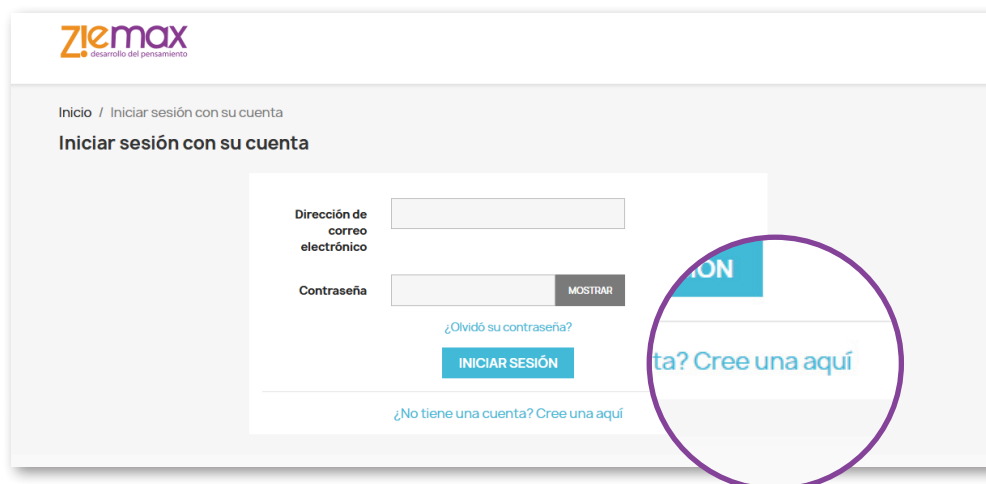 ziemax
desarrollo del pensamiento
Inicio / Iniciar sesión con su cuenta
Iniciar sesión con su cuenta
Dirección de
correo
electrónico
Contraseña
MOSTRAR
¿Olvidó su contraseña?
INICIAR SESIÓN
¿No tiene una cuenta? Cree una aquí
IÓN
ta? Cree una aquí